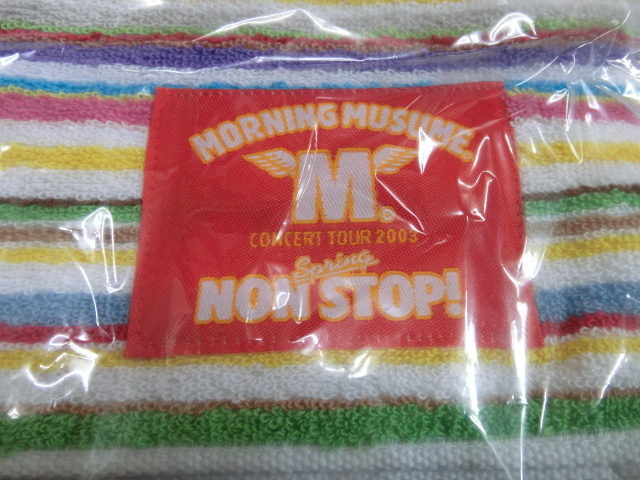 MORNING MUSUME。
M。
CONCERT TOUR 2003
Spring
NON STOP!